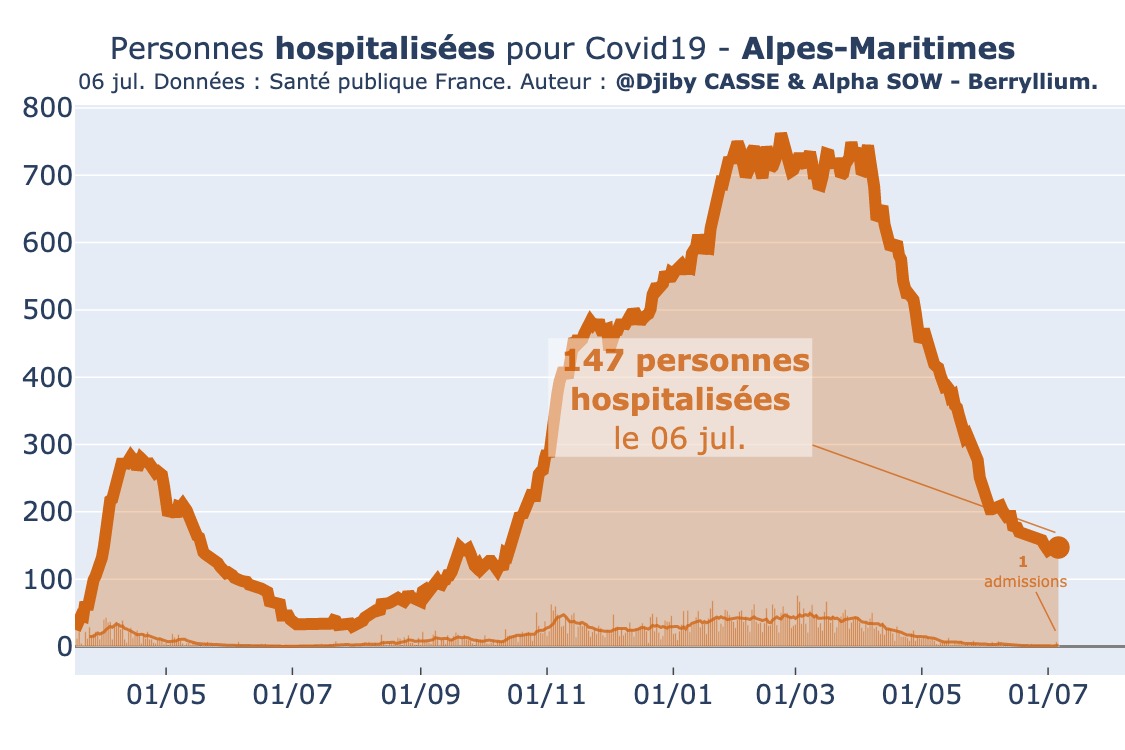 Personnes hospitalisées pour Covid19 - Alpes-Maritimes
06 jul. Données : Santé publique France. Auteur : @Djiby CASSE & Alpha SOW - Berryllium.
800
700
600
500
400
300
200
100
0
147 personnes
hospitalisées
le 06 jul.
1
admissions
01/05 01/07 01/09 01/11 01/01 01/03 01/05 01/07